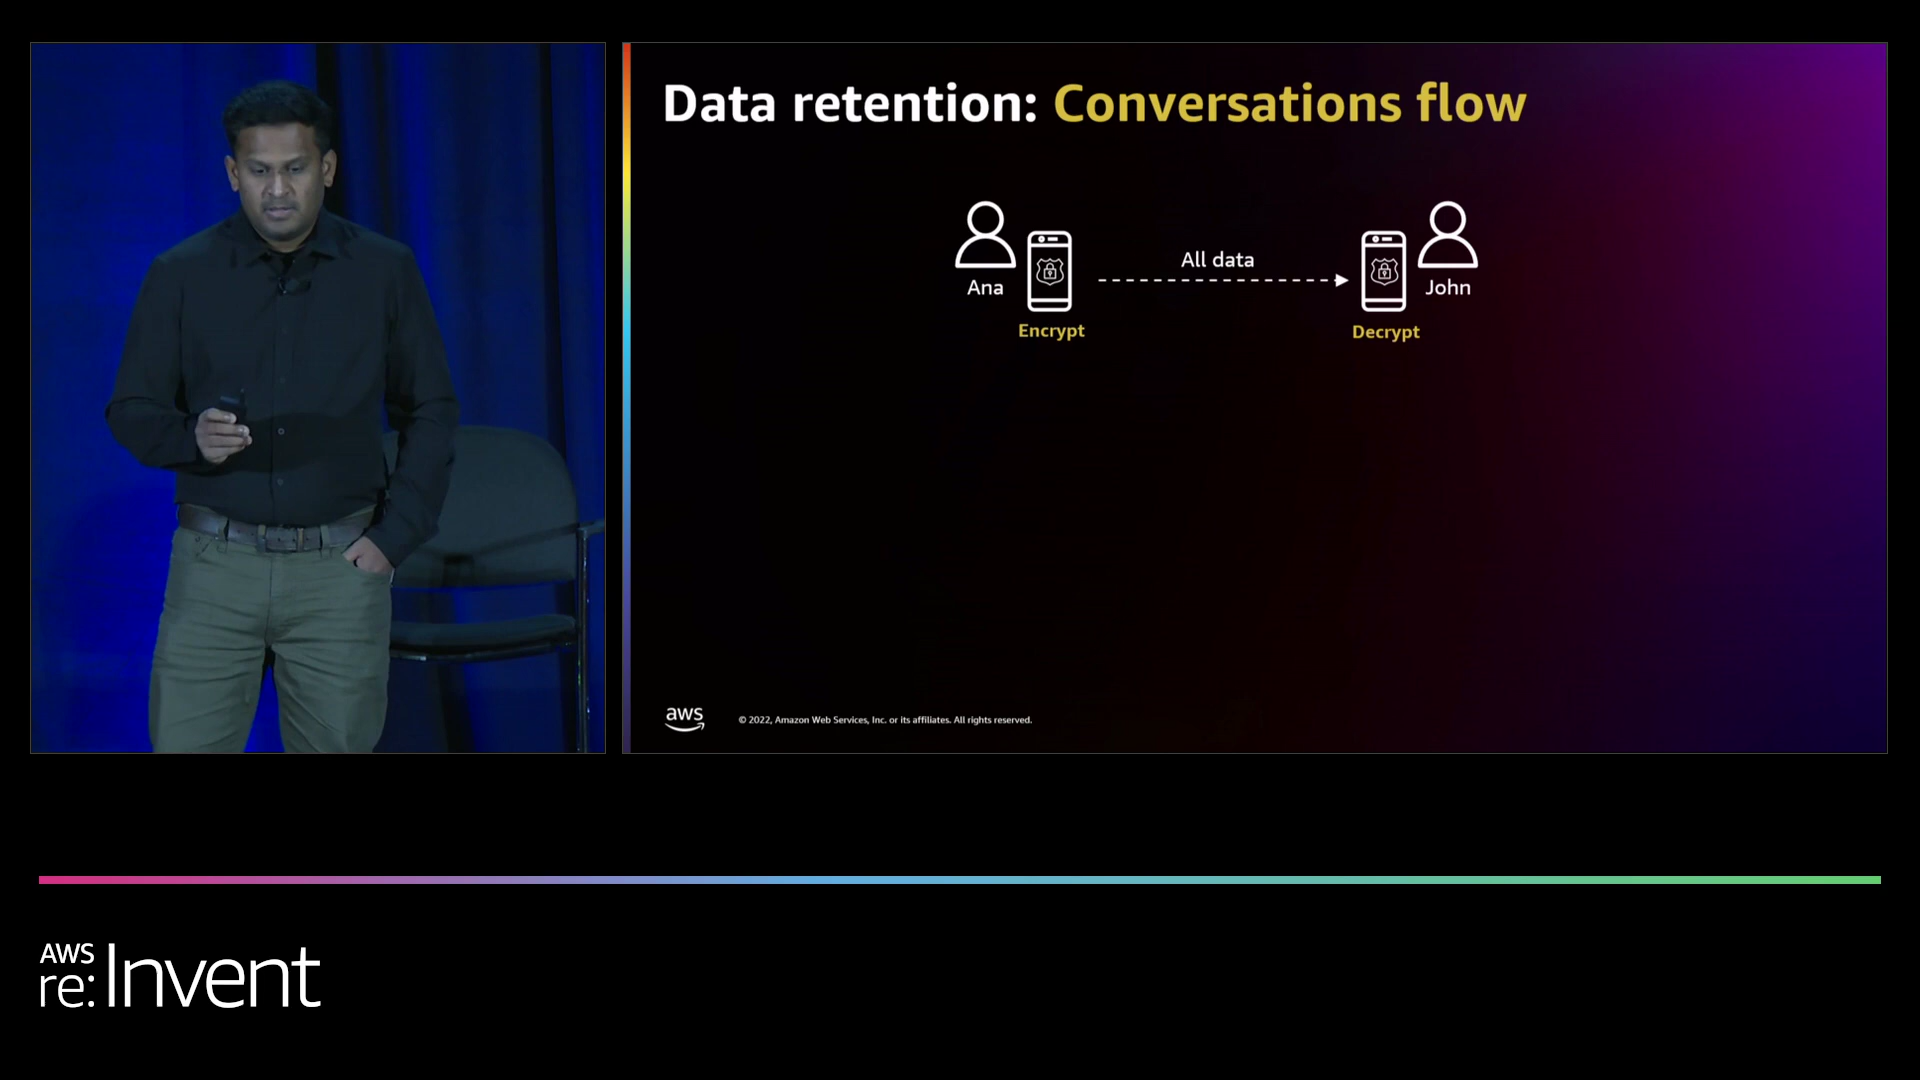 Data retention: Conversations flow
All data
Ana
John
Encrypt
Decrypt
aws
© 2022, Amazon Web Services, Inc. or its affiliates. All rights reserved.
AWS
re:Invent